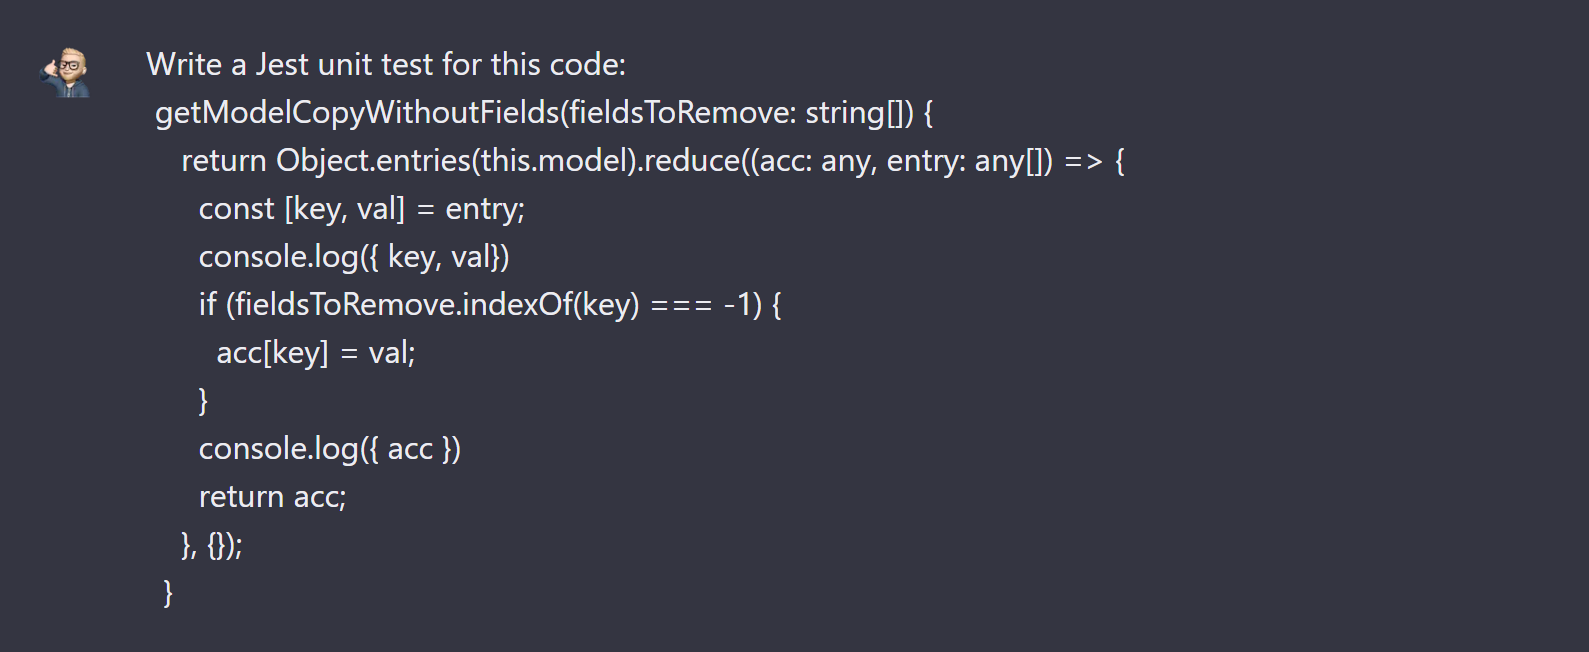 Write a Jest unit test for this code:
getModelCopyWithoutFields(fieldsToRemove: string[]) {
return Object.entries(this.model).reduce((acc: any, entry: any[]) => {
const [key, val] = entry;
console.log({ key, val})
if (fieldsToRemove.indexOf(key) === -1) {
acc[key] = val;
}
console.log({ acc })
return acc;
}, {});
}